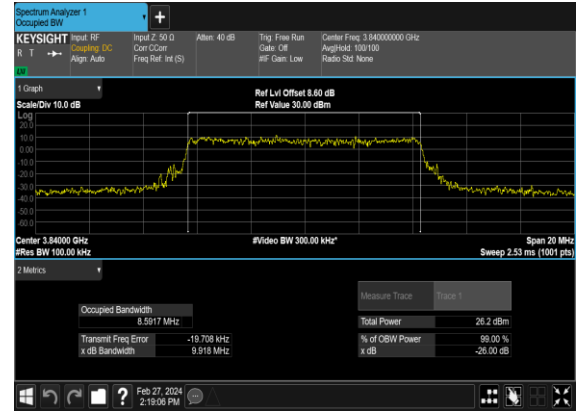 Spectrum Analyzer 1
Occupied BW
+
KEYSIGHT Input: RF Input Z: 50 Ω Atten: 40 dB Trig: Free Run Center Freq: 3.840000000 GHz
R T Coupling: DC Corr CCorr Gate: Off Avg|Hold: 100/100
Align: Auto Freq Ref: Int (S) #IF Gain: Low Radio Std: None
LU
1 Graph
Ref Lvl Offset 8.60 dB
Scale/Div 10.0 dB Ref Value 30.00 dBm
Log
20.0
10.0
0.00
-10.0
-20.0
-30.0
-40.0
-50.0
-60.0
Center 3.84000 GHz #Video BW 300.00 kHz* Span 20 MHz
#Res BW 100.00 kHz Sweep 2.53 ms (1001 pts)
2 Metrics
Measure Trace Trace 1
Occupied Bandwidth
8.5917 MHz Total Power 26.2 dBm
Transmit Freq Error -19.708 kHz % of OBW Power 99.00 %
x dB Bandwidth 9.918 MHz x dB -26.00 dB
? Feb 27, 2024
2:19:06 PM